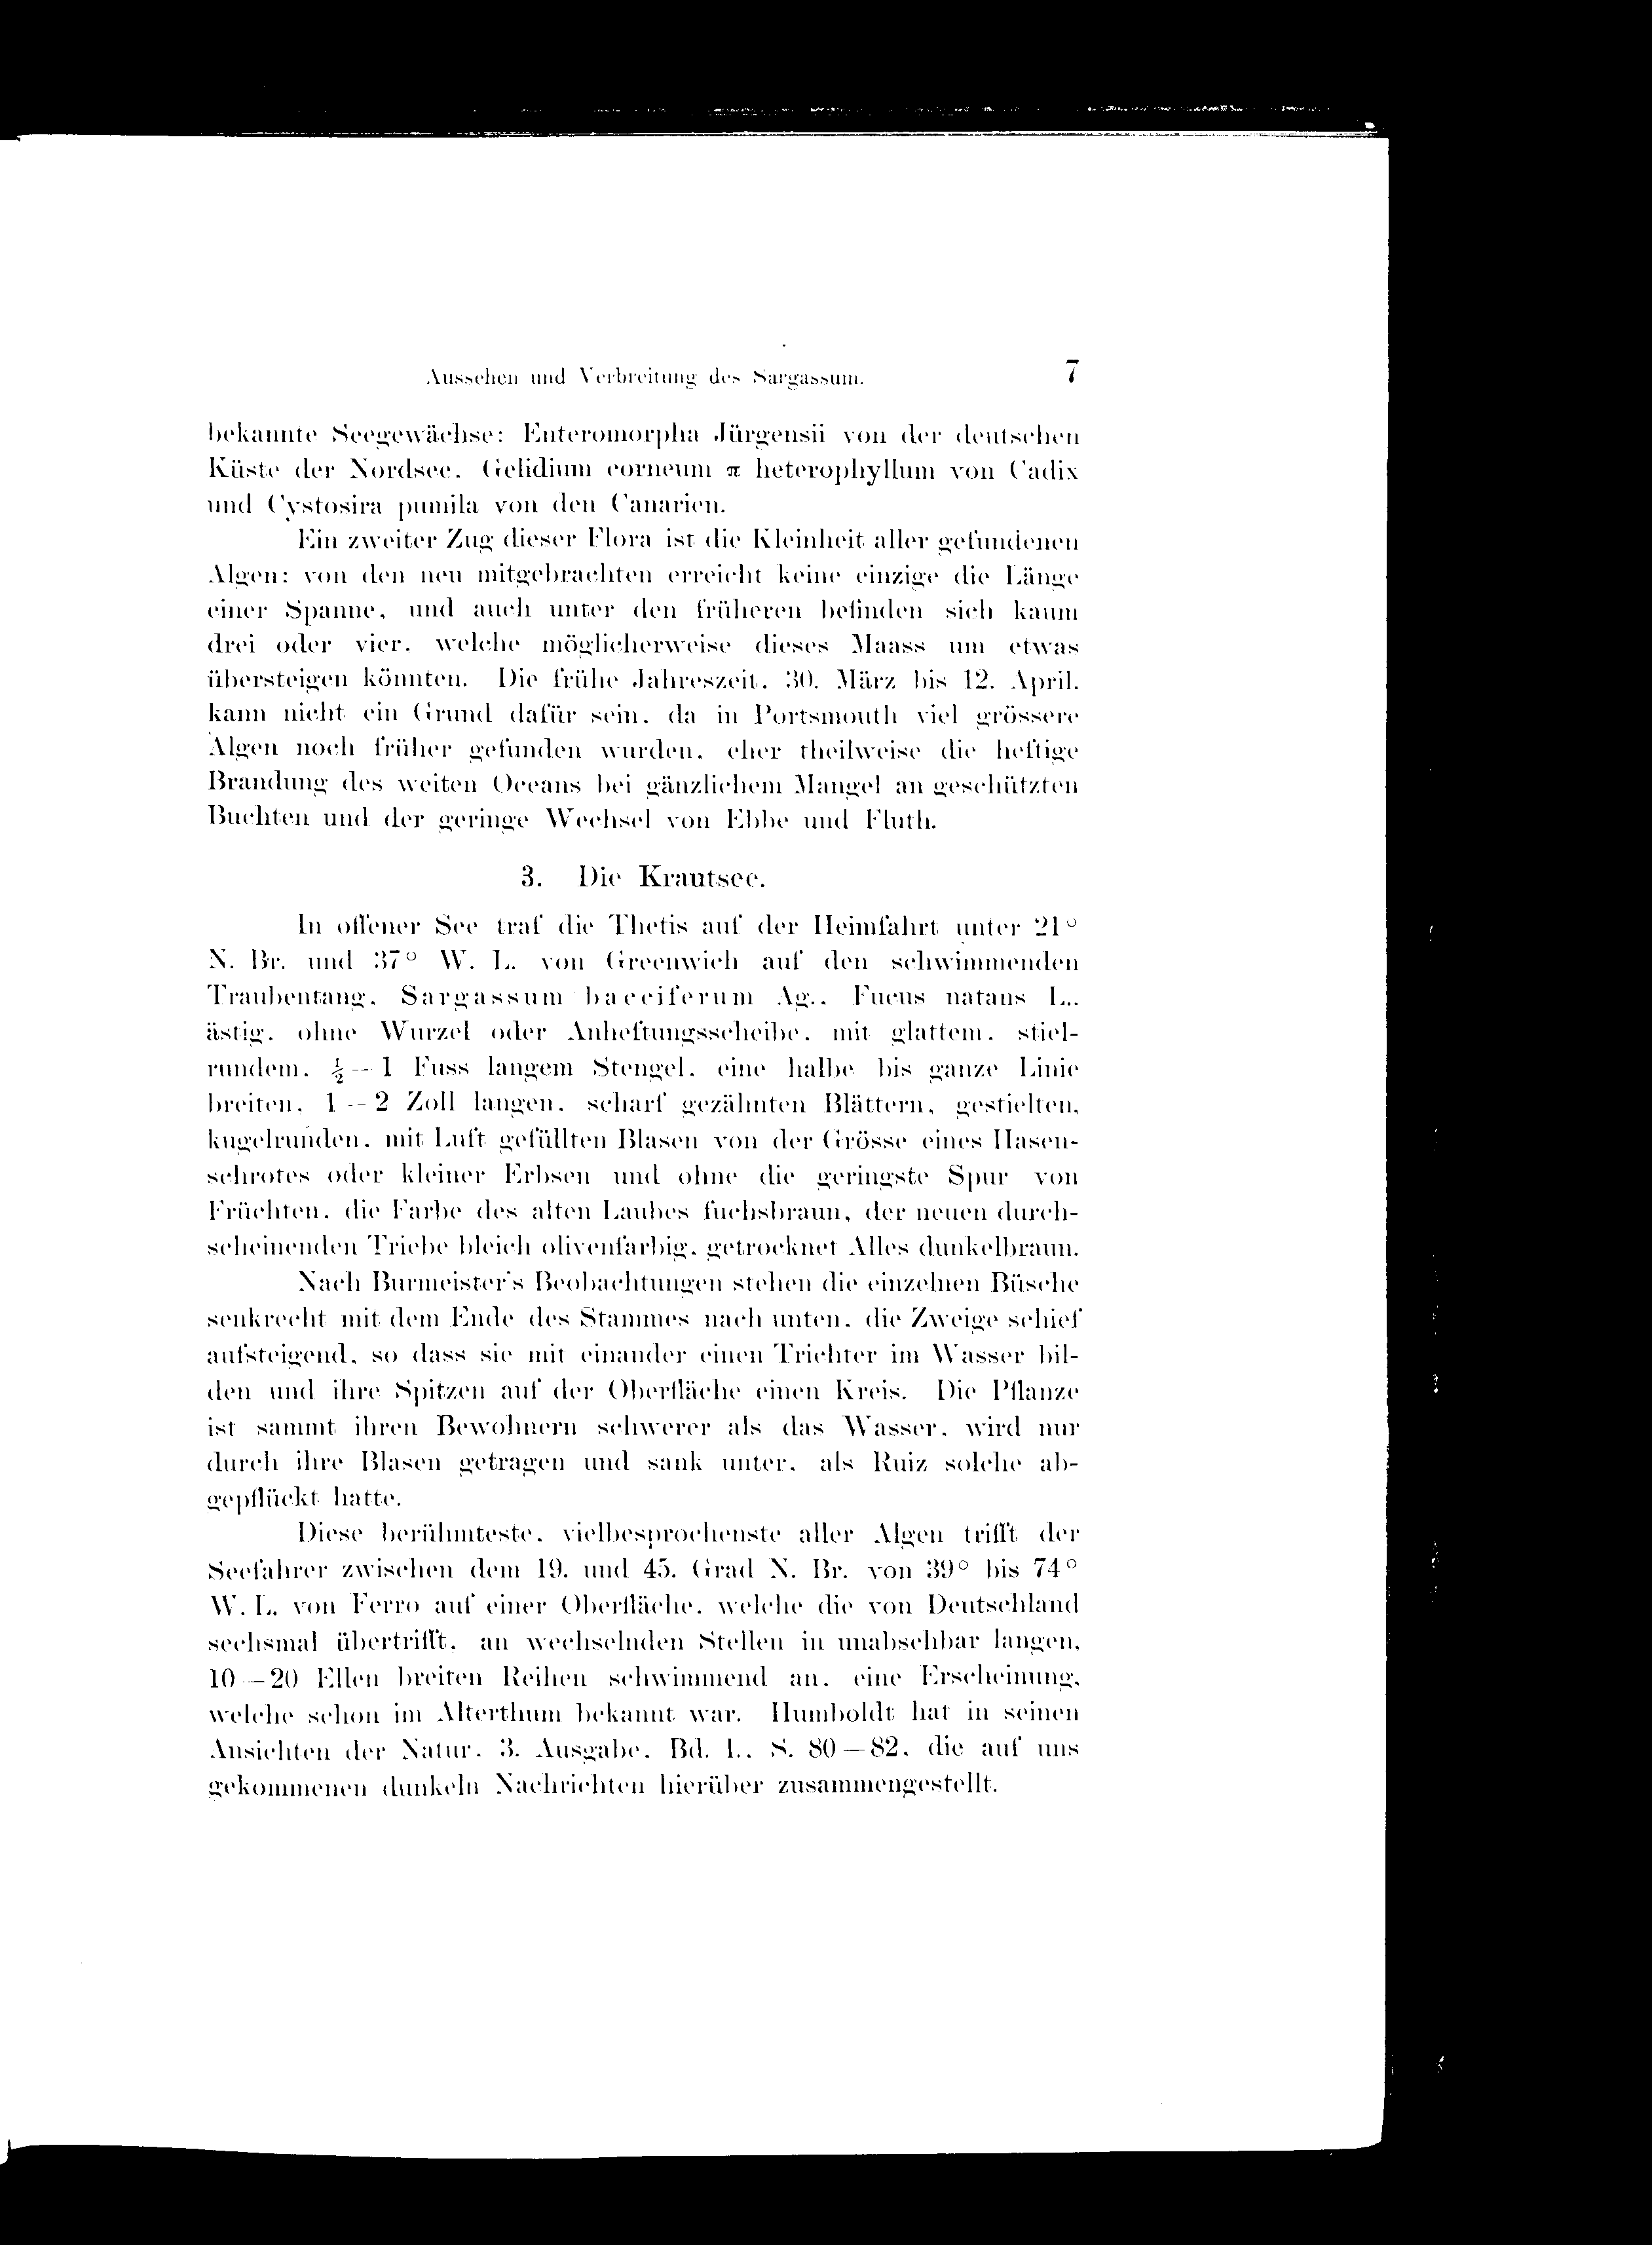 Aussehen und Verbreitung des Sargassum. 7
bekannte Seegewächse: Enteromorpha Jürgensii von der deutschen
Küste der Nordsee, Gelidium corneum π heterophyllum von Cadix
und Cystosira pumila von den Canarien.
Ein zweiter Zug dieser Flora ist die Kleinheit aller gefundenen
Algen: von den neu mitgebrachten erreicht keine einzige die Länge
einer Spanne, und auch unter den früheren befinden sich kaum
drei oder vier, welche möglicherweise dieses Maass um etwas
übersteigen könnten. Die frühe Jahreszeit, 30. März bis 12. April,
kann nicht ein Grund dafür sein, da in Portsmouth viel grössere
Algen noch früher gefunden wurden, eher theilweise die heftige
Brandung des weiten Oceans bei gänzlichem Mangel an geschützten
Buchten und der geringe Wechsel von Ebbe und Fluth.
3. Die Krautsee.
In offener See traf die Thetis auf der Heimfahrt unter 21°
N. Br. und 37° W. L. von Greenwich auf den schwimmenden
Traubentang, Sargassum bacciferum Ag., Fucus natans L.,
ästig, ohne Wurzel oder Anheftungsscheibe, mit glattem, stiel-
rundem, ½ — 1 Fuss langem Stengel, eine halbe bis ganze Linie
breiten, 1 — 2 Zoll langen, scharf gezähnten Blättern, gestielten,
kugelrunden, mit Luft gefüllten Blasen von der Grösse eines Hasen-
schrotes oder kleiner Erbsen und ohne die geringste Spur von
Früchten, die Farbe des alten Laubes fuchsbraun, der neuen durch-
scheinenden Triebe bleich olivenfarbig, getrocknet Alles dunkelbraun.
Nach Burmeister's Beobachtungen stehen die einzelnen Büsche
senkrecht mit dem Ende des Stammes nach unten, die Zweige schief
aufsteigend, so dass sie mit einander einen Trichter im Wasser bil-
den und ihre Spitzen auf der Oberfläche einen Kreis. Die Pflanze
ist sammt ihren Bewohnern schwerer als das Wasser, wird nur
durch ihre Blasen getragen und sank unter, als Ruiz solche ab-
gepflückt hatte.
Diese berühmteste, vielbesprochenste aller Algen trifft der
Seefahrer zwischen dem 19. und 45. Grad N. Br. von 39° bis 74°
W. L. von Ferro auf einer Oberfläche, welche die von Deutschland
sechsmal übertrifft, an wechselnden Stellen in unabsehbar langen,
10 — 20 Ellen breiten Reihen schwimmend an, eine Erscheinung,
welche schon im Alterthum bekannt war. Humboldt hat in seinen
Ansichten der Natur, 3. Ausgabe, Bd. I., S. 80 — 82, die auf uns
gekommenen dunkeln Nachrichten hierüber zusammengestellt.